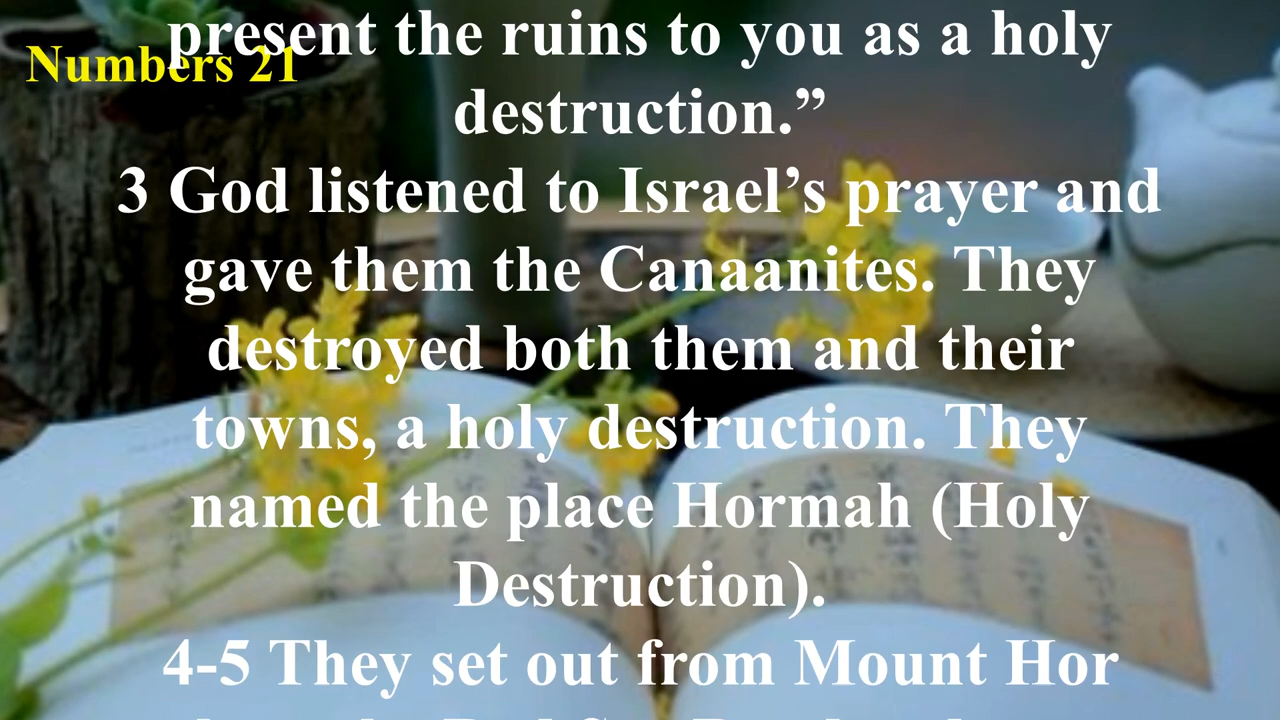 Numbers 21
present the ruins to you as a holy
destruction.”
3 God listened to Israel’s prayer and
gave them the Canaanites. They
destroyed both them and their
towns, a holy destruction. They
named the place Hormah (Holy
Destruction).
4-5 They set out from Mount Hor